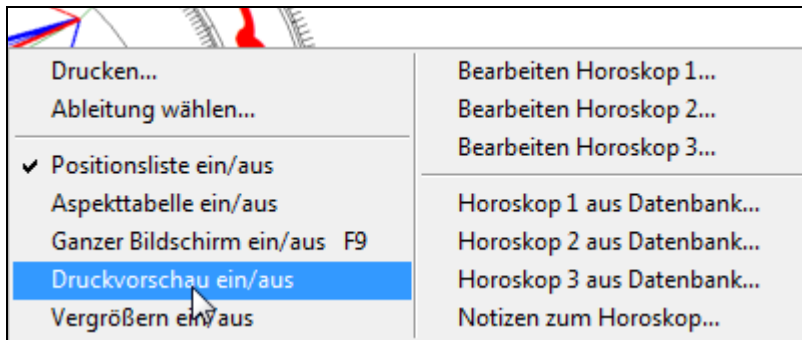 Drucken...
Ableitung wählen...
Positionsliste ein/aus
Aspekttabelle ein/aus
Ganzer Bildschirm ein/aus F9
Druckvorschau ein/aus
Vergrößern ein/aus
Bearbeiten Horoskop 1...
Bearbeiten Horoskop 2...
Bearbeiten Horoskop 3...
Horoskop 1 aus Datenbank...
Horoskop 2 aus Datenbank...
Horoskop 3 aus Datenbank...
Notizen zum Horoskop...